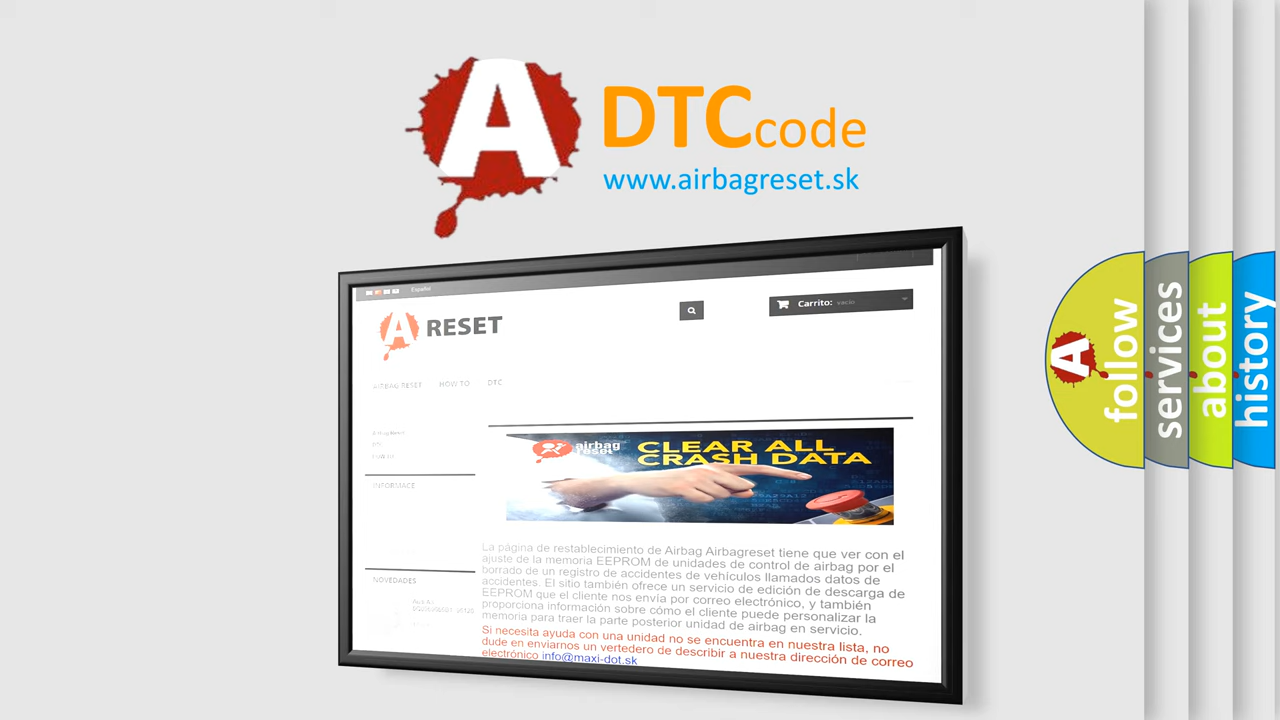 A DTC code
www.airbagreset.sk
Español
A RESET
Carrito: vacío
AIRBAG RESET HOW TO DTC
INFORMACE
airbag
reset
CLEAR ALL
CRASH DATA
La página de restablecimiento de Airbag Airbagreset tiene que ver con el
ajuste de la memoria EEPROM de unidades de control de airbag por el
borrado de un registro de accidentes de vehículos llamados datos de
accidentes. El sitio también ofrece un servicio de edición de descarga de
EEPROM que el cliente nos envía por correo electrónico, y también
proporciona información sobre cómo el cliente puede personalizar la
memoria para traer la parte posterior unidad de airbag en servicio.
NOVEDADES
Si necesita ayuda con una unidad no se encuentra en nuestra lista, no
dude en enviarnos un vertedero de describir a nuestra dirección de correo
electrónico info@maxi-dot.sk
A follow
services
about
history